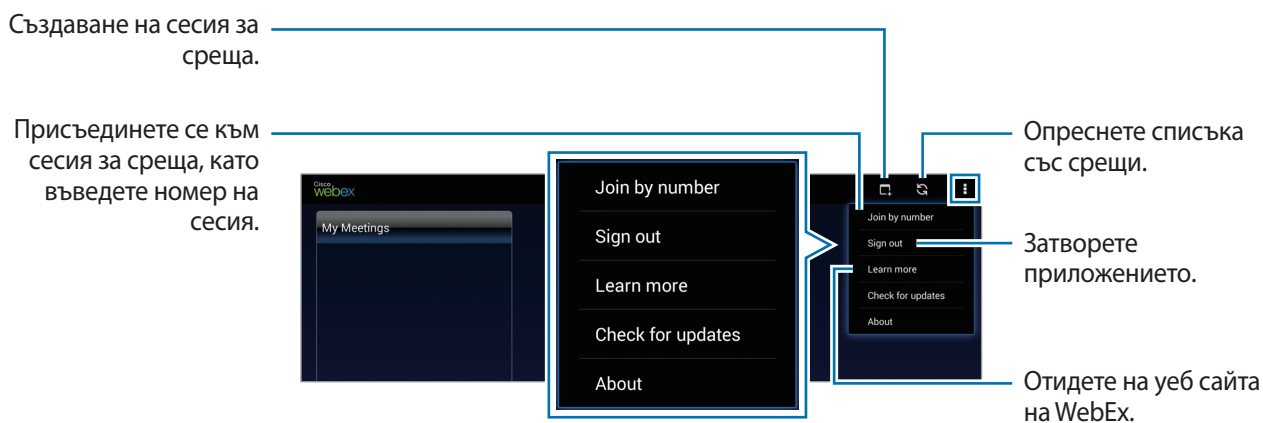 Създаване на сесия за
среща.
Присъединете се към
сесия за среща, като
въведете номер на
сесия.
Cisco
webex
My Meetings
Join by number
Sign out
Learn more
Check for updates
About
Join by number
Sign out
Learn more
Check for updates
About
Опреснете списъка
със срещи.
Затворете
приложението.
Отидете на уеб сайта
на WebEx.